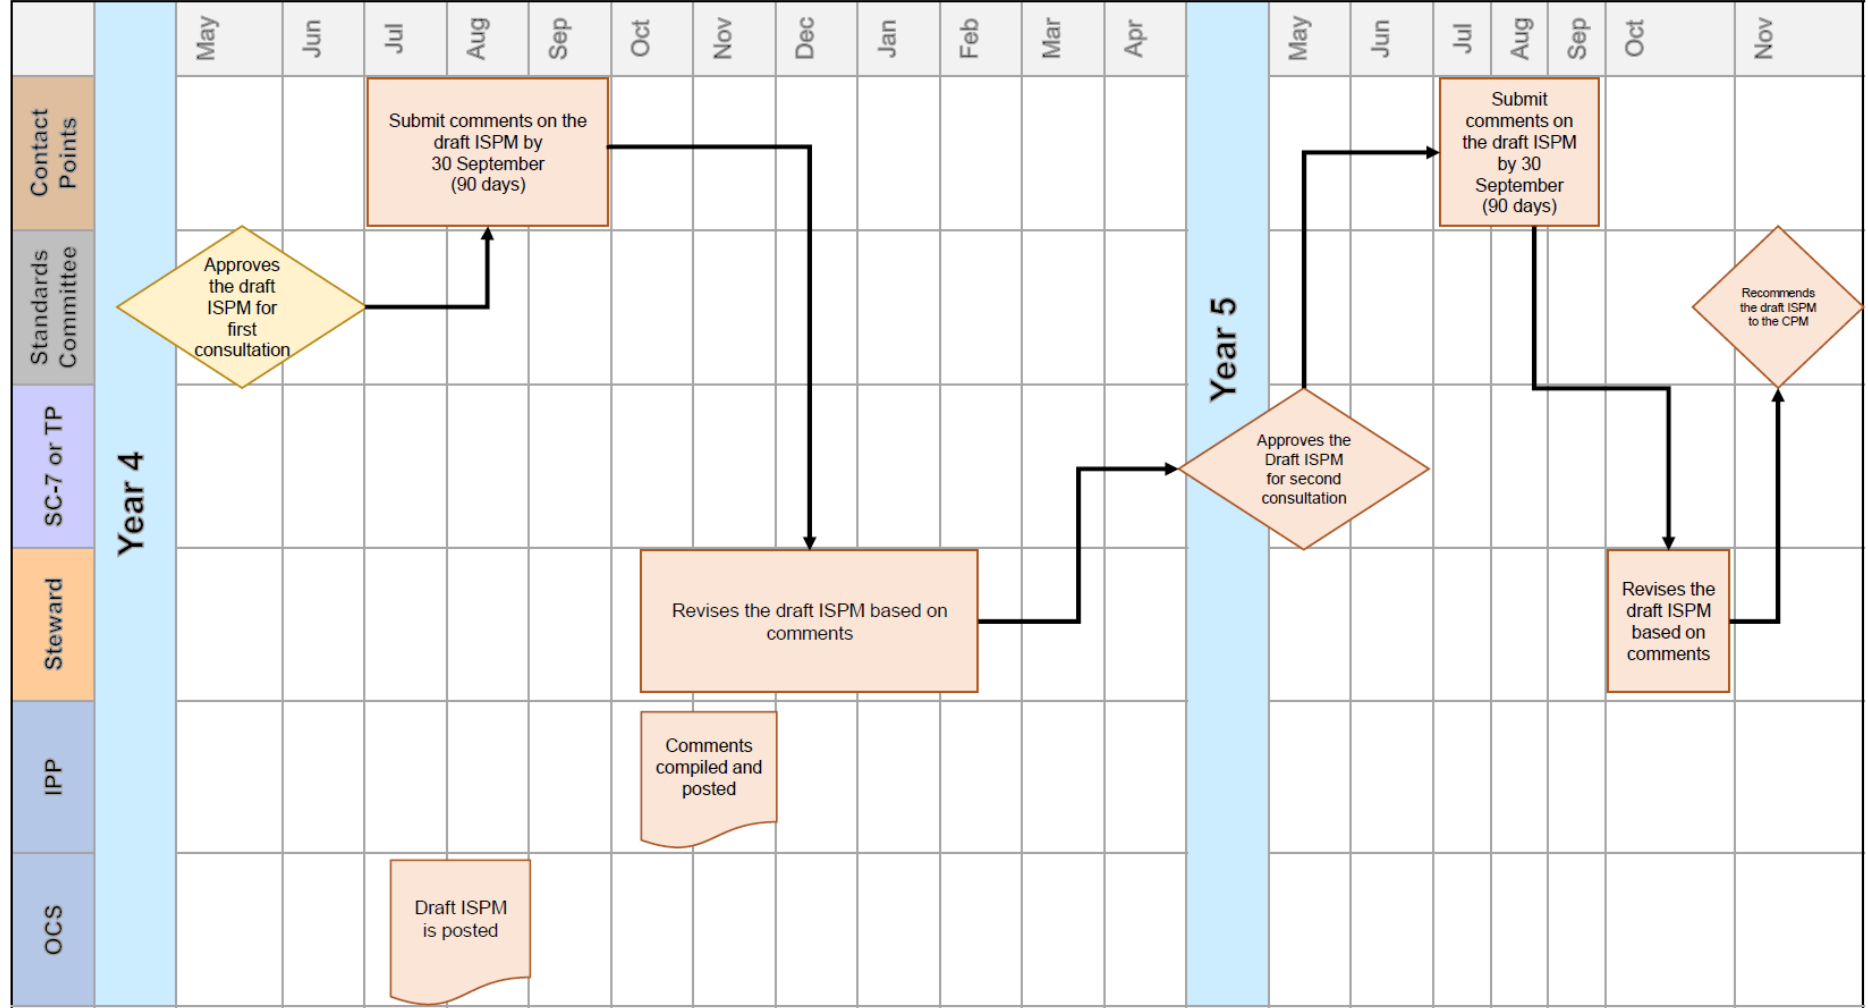 May
Jun
Jul
Aug
Sep
Oct
Nov
Dec
Jan
Feb
Mar
Apr
May
Jun
Jul
Aug
Sep
Oct
Nov
Contact
Points
Submit comments on the
draft ISPM by
30 September
(90 days)
Submit
comments on
the draft ISPM
by 30
September
(90 days)
Standards
Committee
Approves
the draft
ISPM for
first
consultation
Recommends
the draft ISPM
to the CPM
Year 4
Year 5
SC-7 or TP
Approves the
Draft ISPM
for second
consultation
Steward
Revises the draft ISPM based on
comments
Revises the
draft ISPM
based on
comments
IPP
Comments
compiled and
posted
OCS
Draft ISPM
is posted